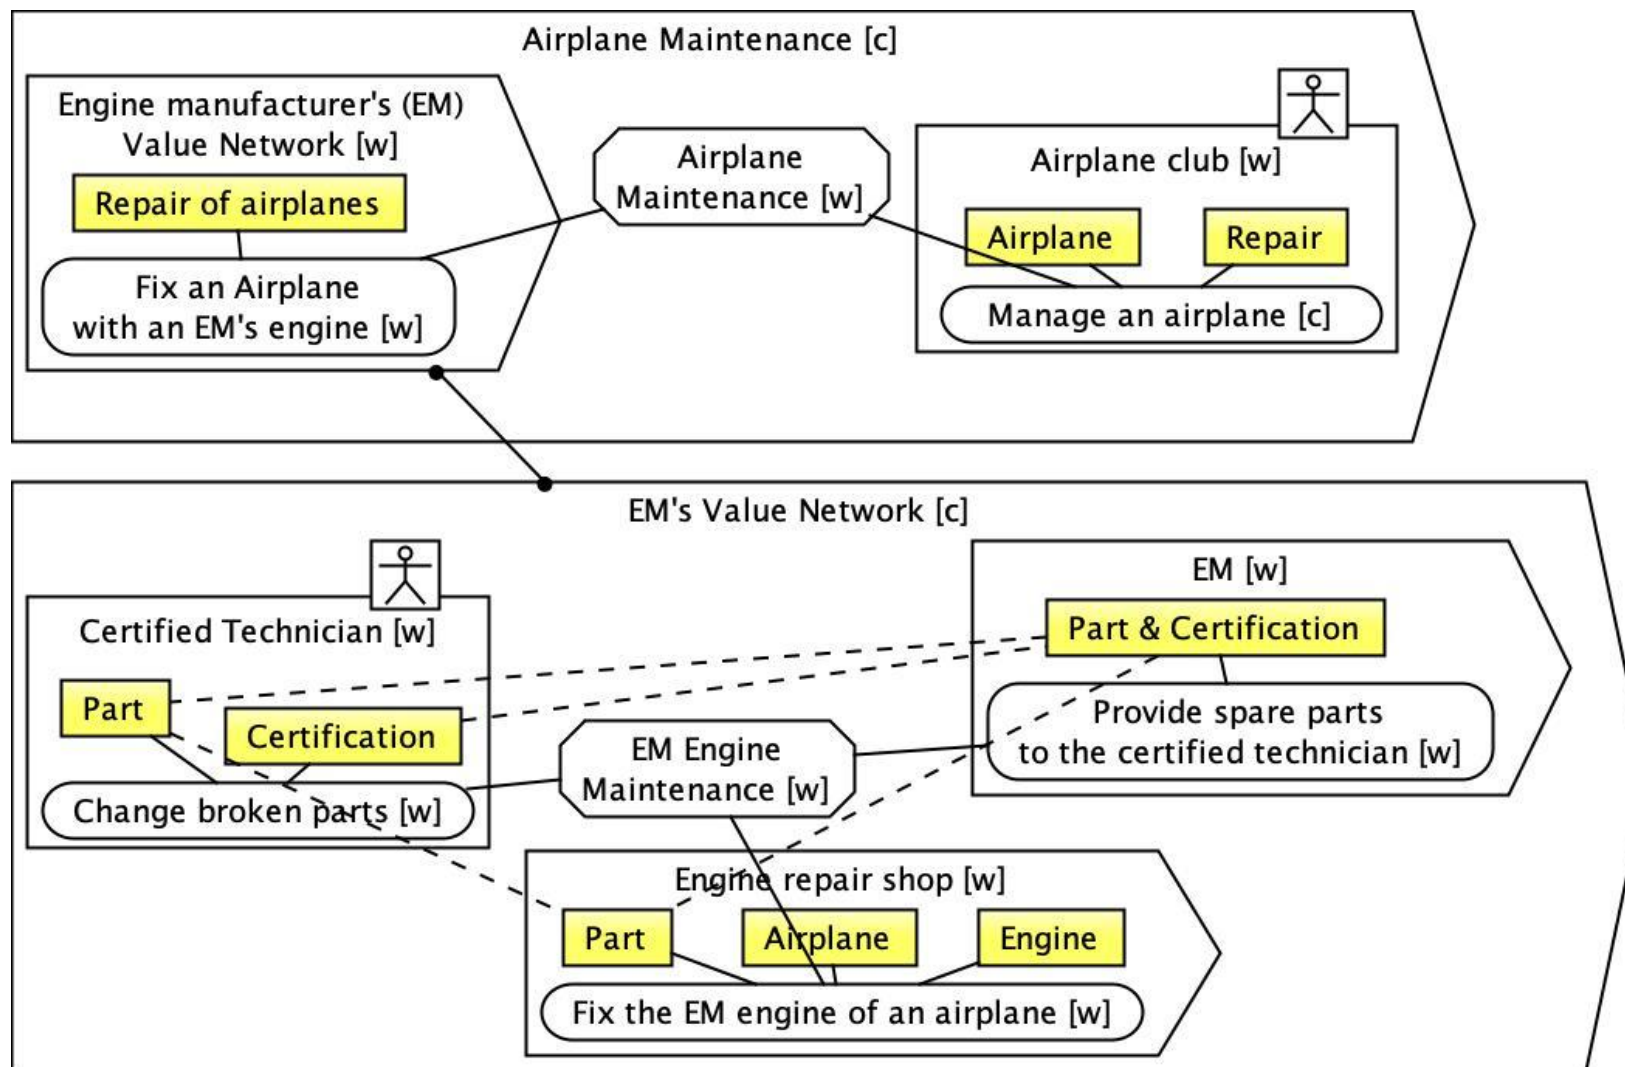 Airplane Maintenance [c]
Engine manufacturer's (EM)
Value Network [w]
Repair of airplanes
Fix an Airplane
with an EM's engine [w]
Airplane
Maintenance [w]
Airplane club [w]
Airplane
Repair
Manage an airplane [c]
EM's Value Network [c]
Certified Technician [w]
Part
Certification
Change broken parts [w]
EM Engine
Maintenance [w]
EM [w]
Part & Certification
Provide spare parts
to the certified technician [w]
Engine repair shop [w]
Part
Airplane
Engine
Fix the EM engine of an airplane [w]